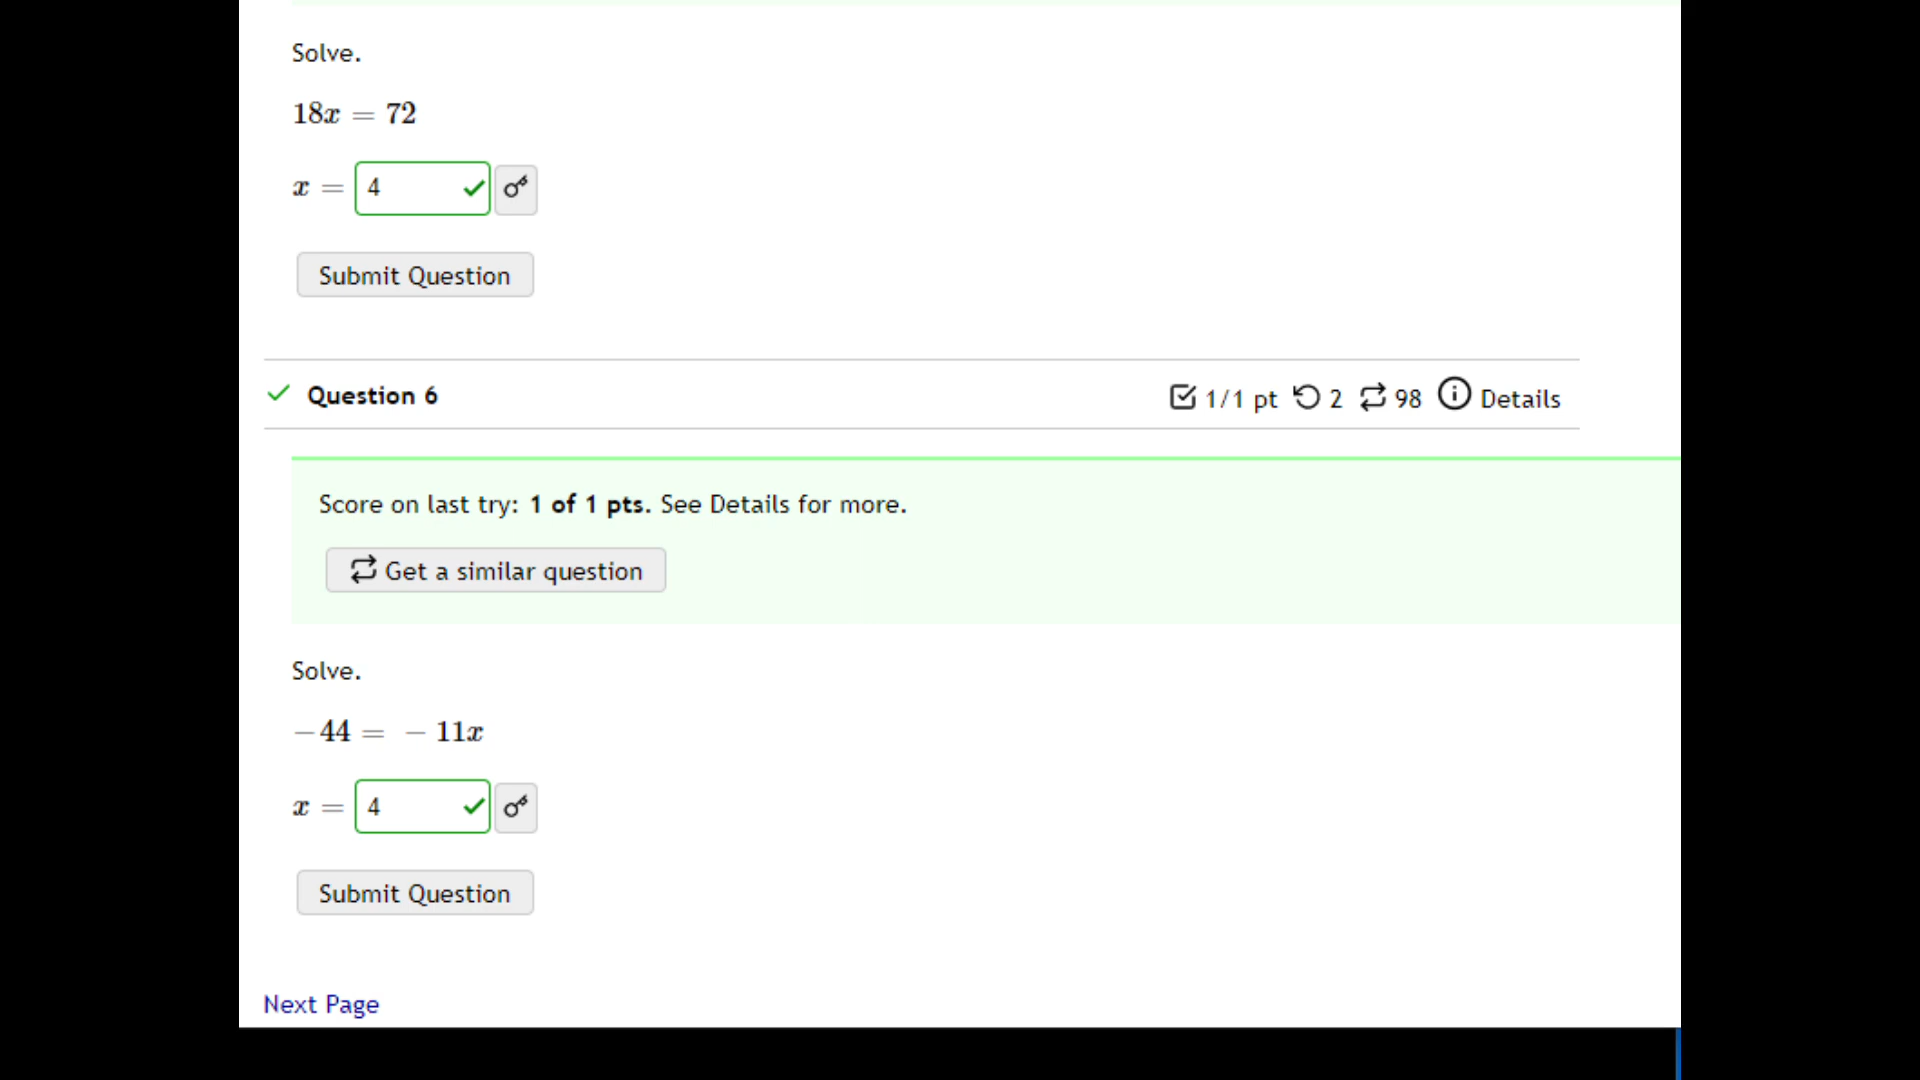 Solve.
18x = 72
x = 4
Submit Question
Question 6 1/1 pt 2 98 Details
Score on last try: 1 of 1 pts. See Details for more.
Get a similar question
Solve.
−44 = − 11x
x = 4
Submit Question
Next Page